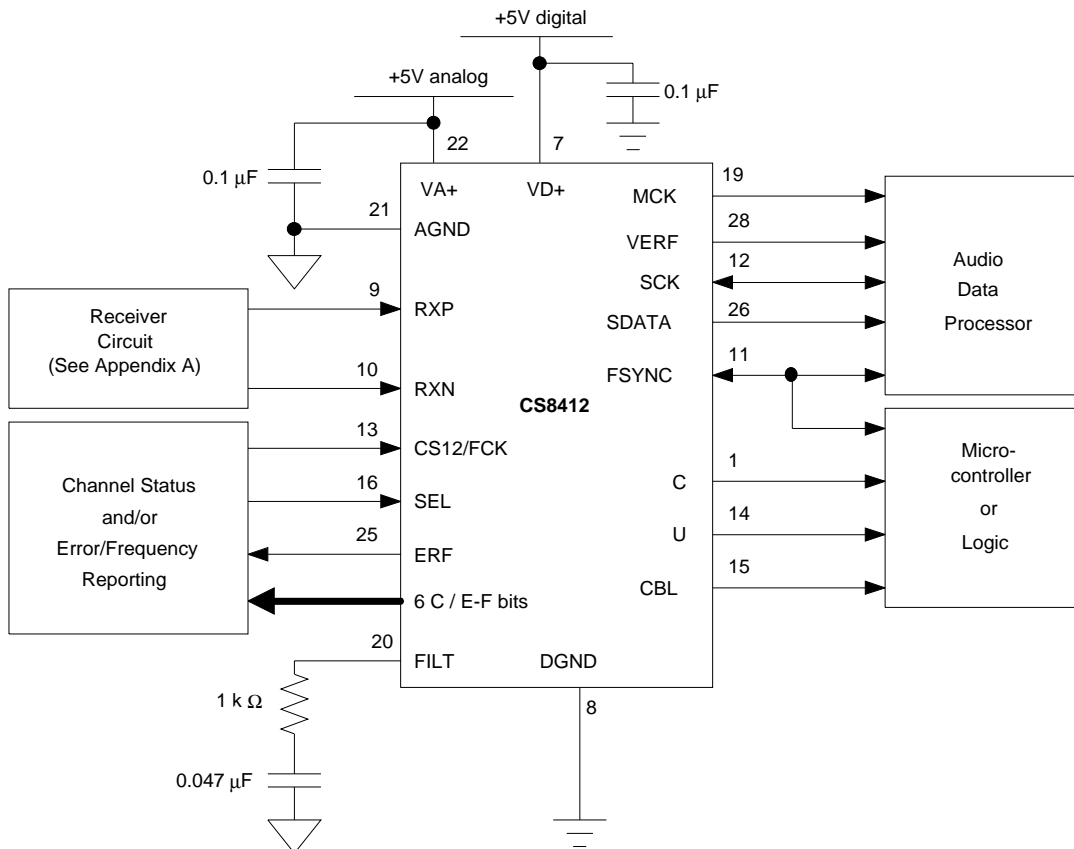 +5V digital
+5V analog
0.1 μF
22
7
0.1 μF
VA+
VD+
19
MCK
21
AGND
28
VERF
12
SCK
Audio
Data
Processor
9
RXP
26
SDATA
Receiver
Circuit
(See Appendix A)
11
FSYNC
10
RXN
CS8412
13
CS12/FCK
1
C
Micro-
controller
or
Logic
Channel Status
and/or
Error/Frequency
Reporting
16
SEL
14
U
25
ERF
15
CBL
6 C / E-F bits
20
FILT
DGND
1 k Ω
8
0.047 μF